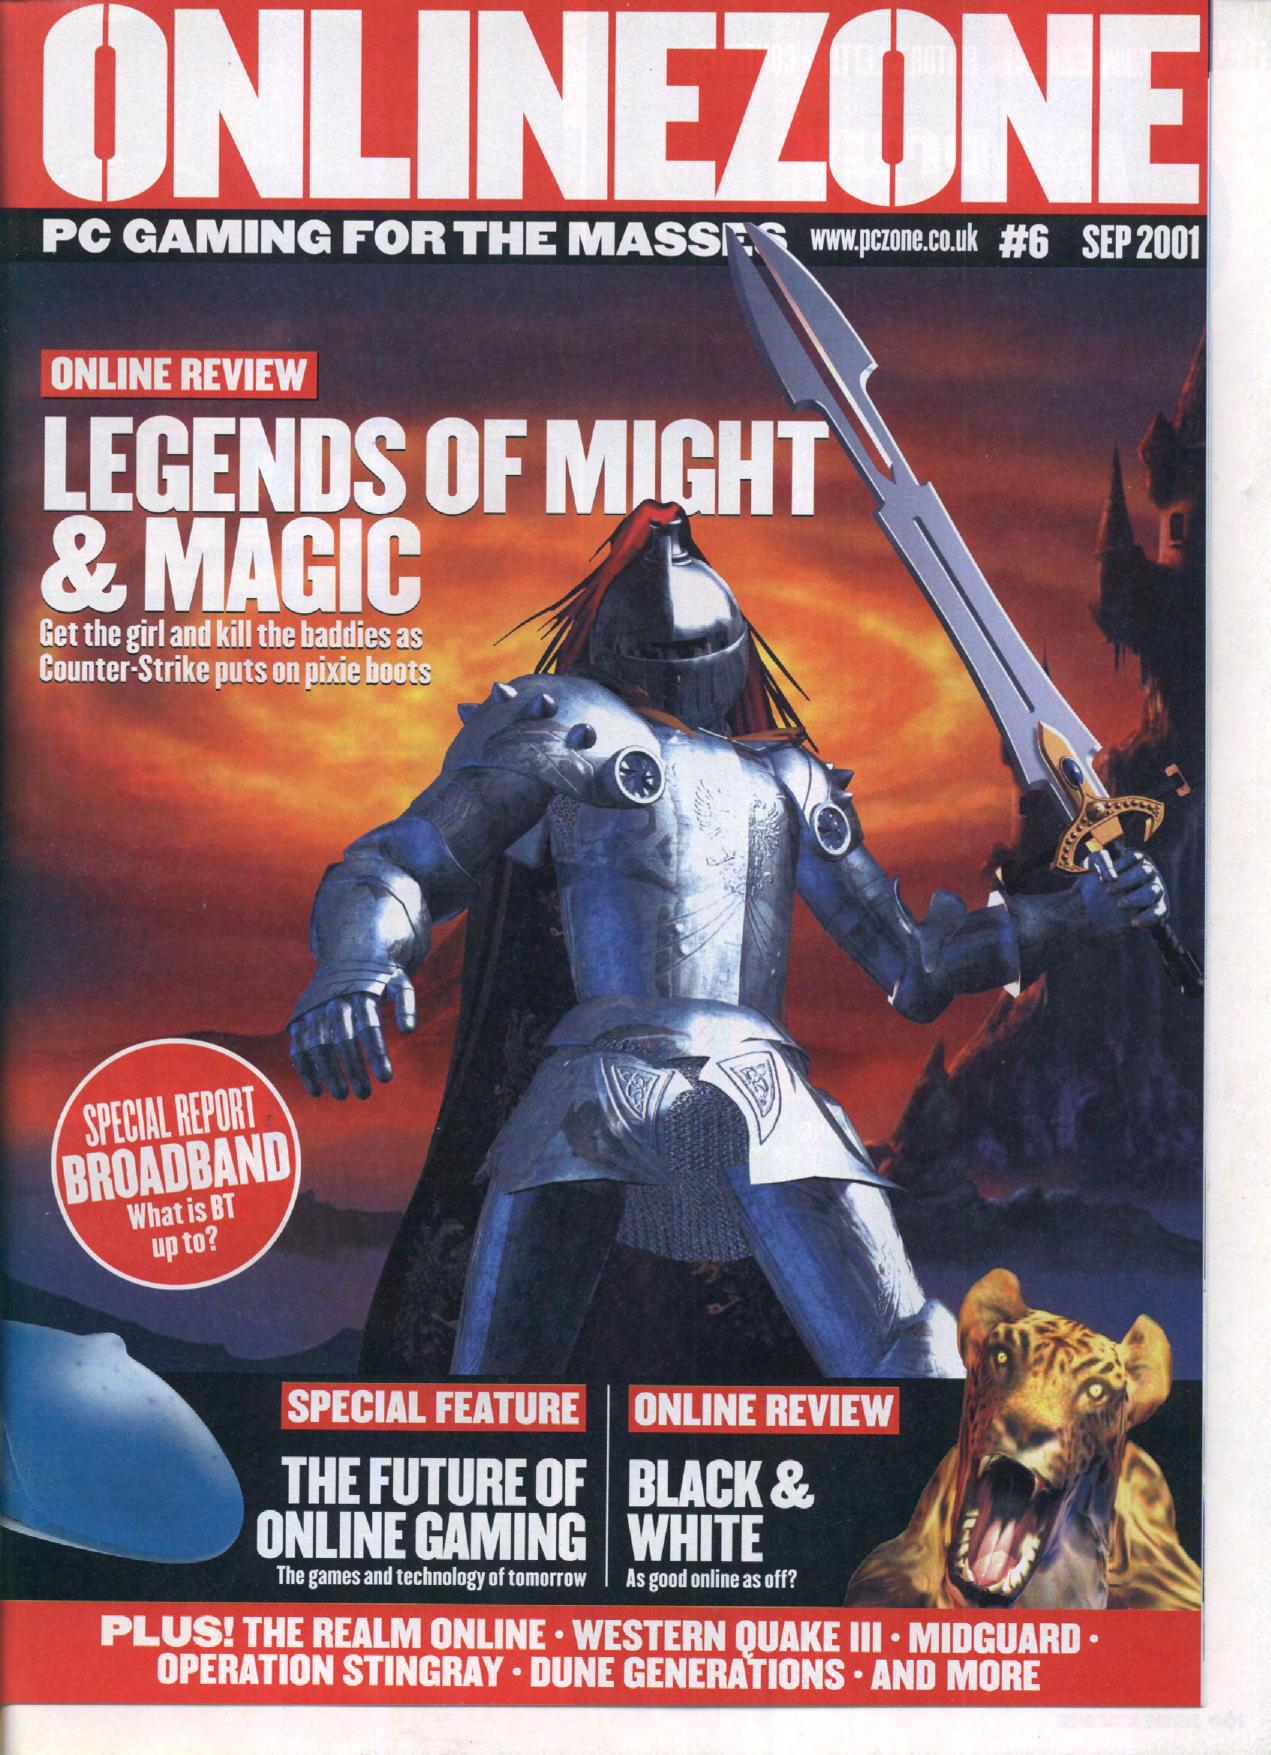 ONLINEZONE
PC GAMING FOR THE MASSES www.pczone.co.uk #6 SEP 2001
ONLINE REVIEW
LEGENDS OF MIGHT
& MAGIC
Get the girl and kill the baddies as
Counter-Strike puts on pixie boots
SPECIAL REPORT
BROADBAND
What is BT
up to?
SPECIAL FEATURE
THE FUTURE OF
ONLINE GAMING
The games and technology of tomorrow
ONLINE REVIEW
BLACK &
WHITE
As good online as off?
PLUS! THE REALM ONLINE · WESTERN QUAKE III · MIDGUARD ·
OPERATION STINGRAY · DUNE GENERATIONS · AND MORE